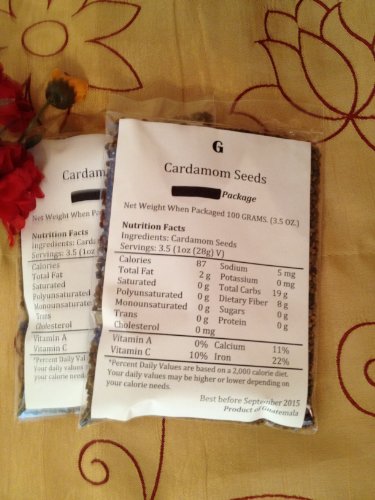 G
Cardamom Seeds
Package
Net Weight When Packaged 100 GRAMS. (3.5 OZ.)
Nutrition Facts
Ingredients: Cardamom Seeds
Servings: 3.5 (1oz (28g) V)
Calories 87 Sodium 5 mg
Total Fat 2 g Potassium 0 mg
Saturated 0 g Total Carbs 19 g
Polyunsaturated 0 g Dietary Fiber 8 g
Monounsaturated 0 g Sugars 0 g
Trans 0 g Protein 0 g
Cholesterol 0 mg
Vitamin A 0% Calcium 11%
Vitamin C 10% Iron 22%
*Percent Daily Values are based on a 2,000 calorie diet.
Your daily values may be higher or lower depending on
your calorie needs.
Best before September 2015
Product of Guatemala
Cardam
Net Weight When Pa
Nutrition Facts
Ingredients: Carda
Servings: 3.5 (1oz
Calories
Total Fat
Saturated
Polyunsaturated
Monounsaturated
Trans
Cholesterol
Vitamin A
Vitamin C
*Percent Daily Val
Your daily values
your calorie need